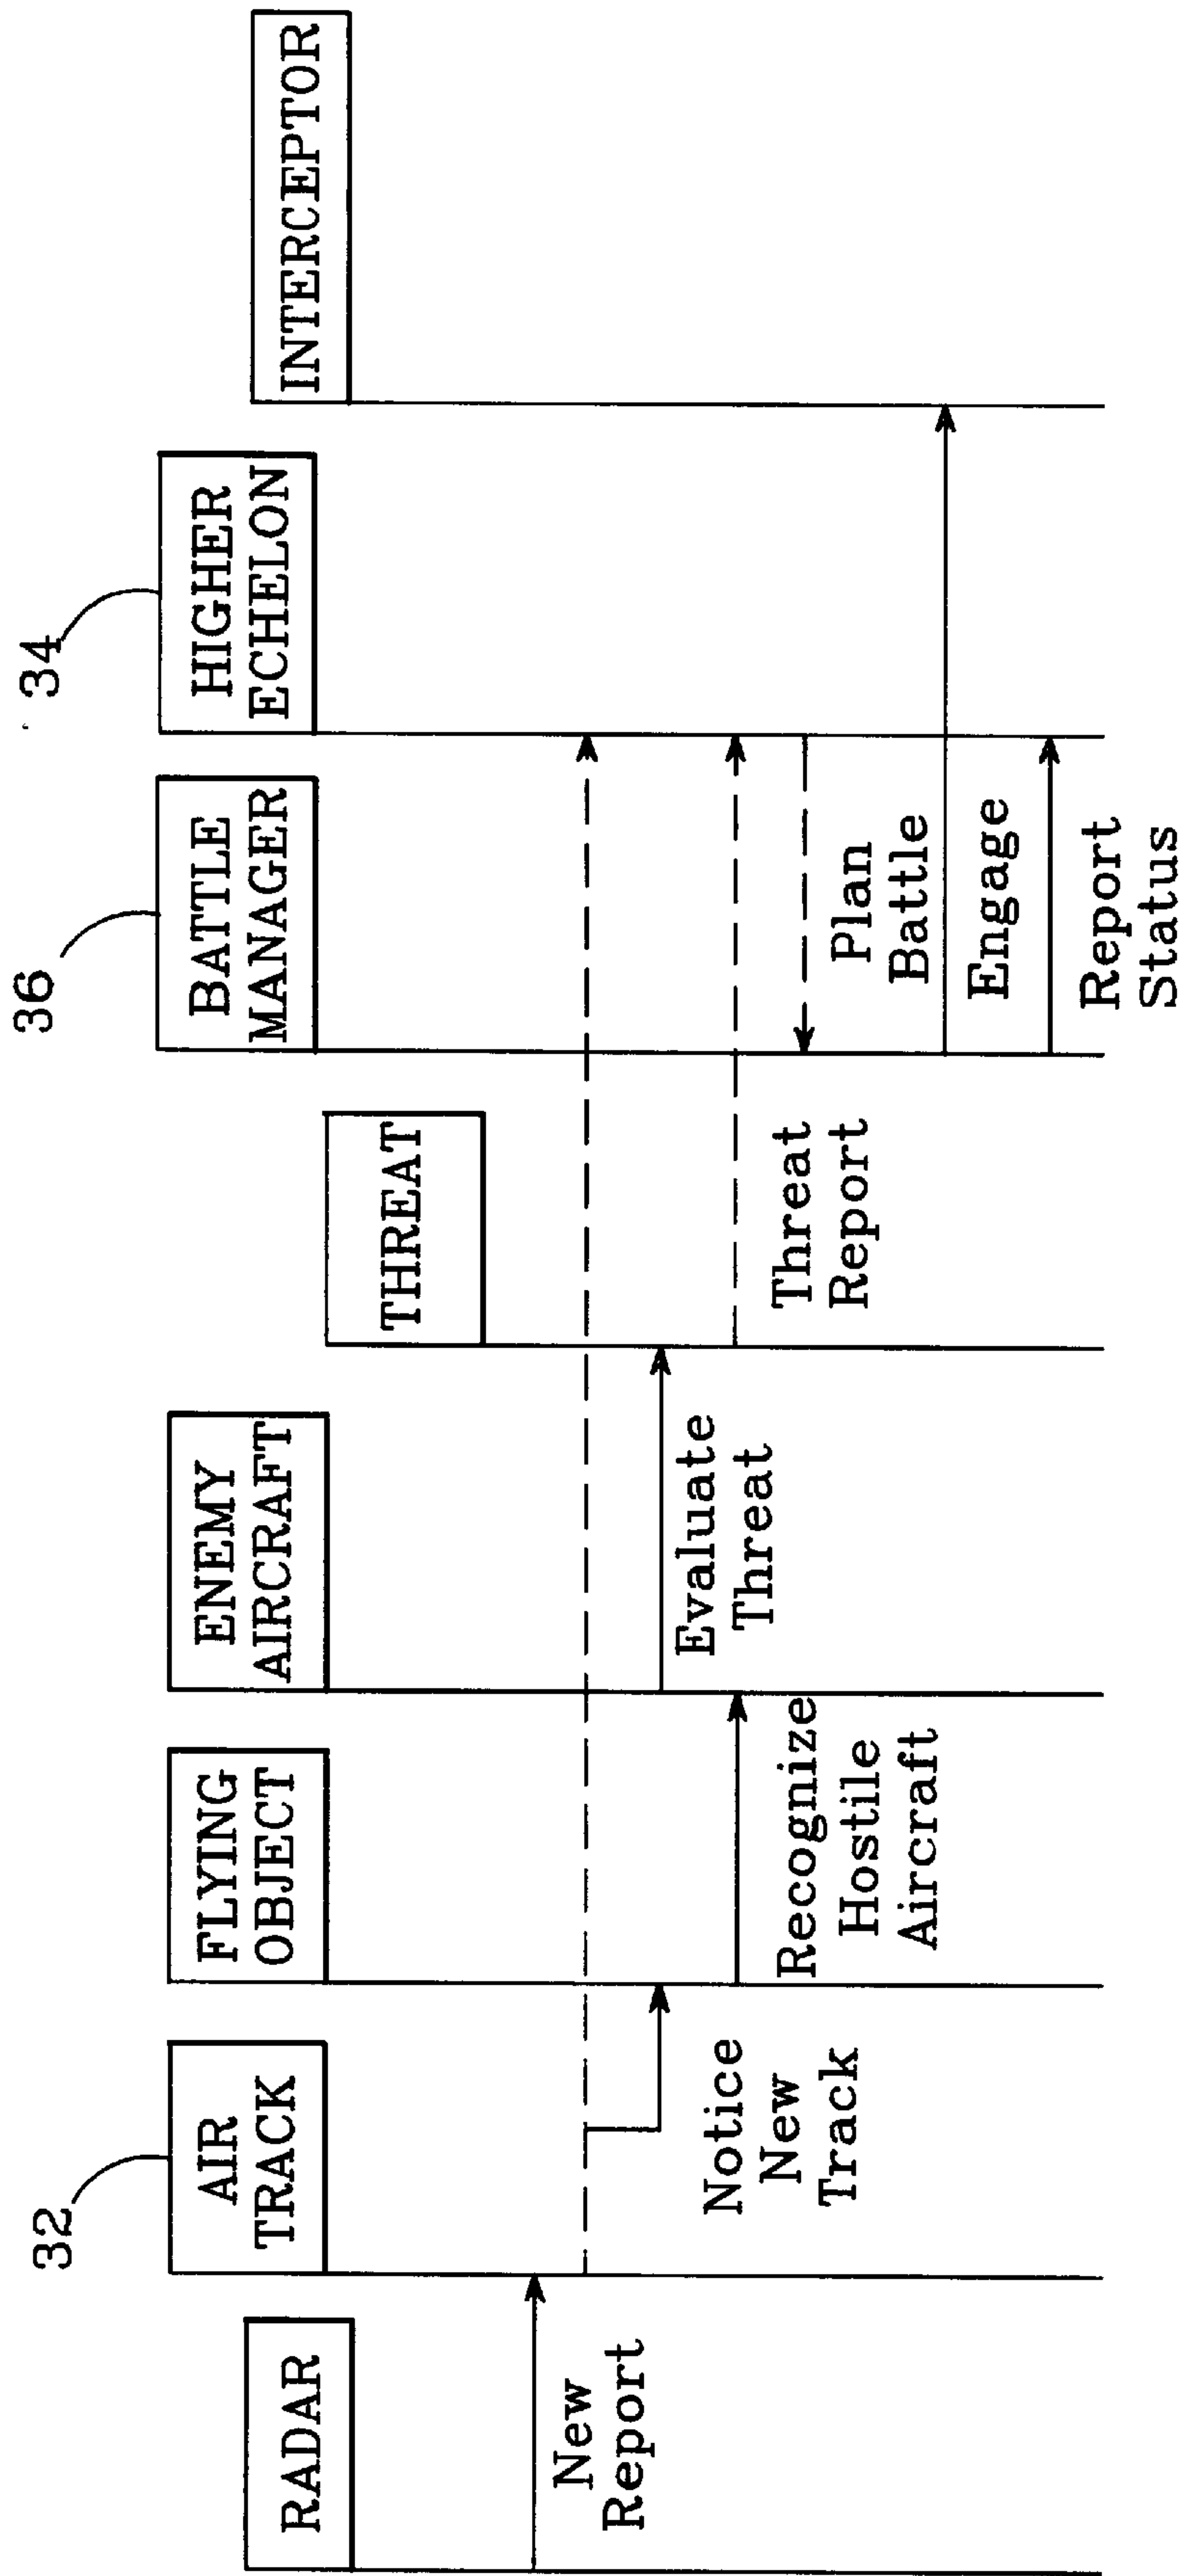 32
36
34
RADAR
AIR
TRACK
FLYING
OBJECT
ENEMY
AIRCRAFT
THREAT
BATTLE
MANAGER
HIGHER
ECHELON
INTERCEPTOR
New
Report
Notice
New
Track
Recognize
Hostile
Aircraft
Evaluate
Threat
Threat
Report
Plan
Battle
Engage
Report
Status